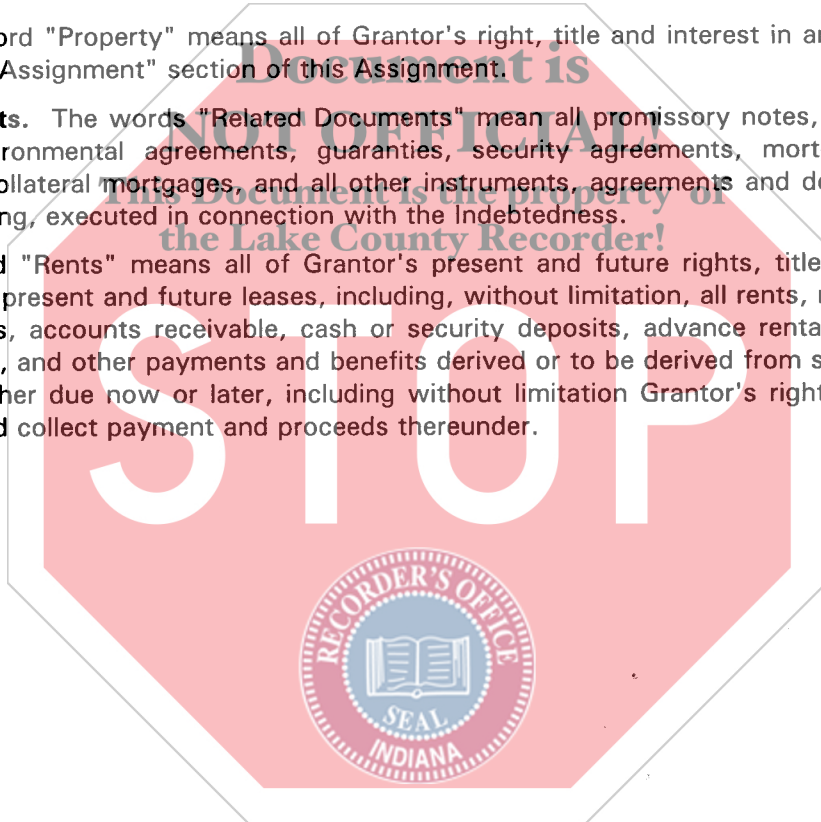 ord "Property" means all of Grantor's right, title and interest in an
Assignment" section of this Assignment.
ts. The words "Related Documents" mean all promissory notes,
ronmental agreements, guaranties, security agreements, mort
ollateral mortgages, and all other instruments, agreements and do
ng, executed in connection with the Indebtedness.
d "Rents" means all of Grantor's present and future rights, title
present and future leases, including, without limitation, all rents, r
s, accounts receivable, cash or security deposits, advance renta
, and other payments and benefits derived or to be derived from s
her due now or later, including without limitation Grantor's right
d collect payment and proceeds thereunder.
Document is
NOT OFFICIAL!
This Document is the property of
the Lake County Recorder!
STOP
RECORDER'S OFFICE
SEAL
INDIANA